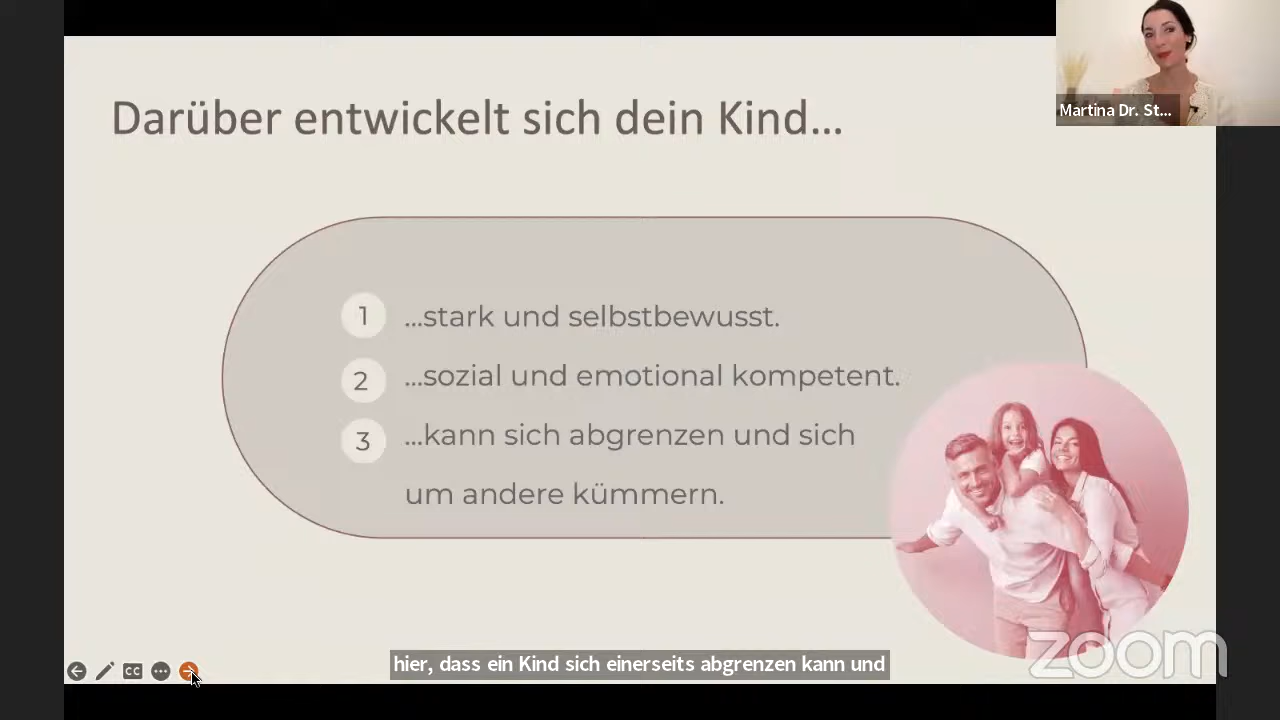 Martina Dr. St...
Darüber entwickelt sich dein Kind...
1 ...stark und selbstbewusst.
2 ...sozial und emotional kompetent.
3 ...kann sich abgrenzen und sich
um andere kümmern.
hier, dass ein Kind sich einerseits abgrenzen kann und
CC
zoom